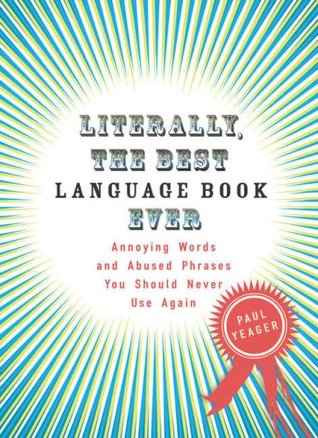 LITERALLY,
THE BEST
LANGUAGE BOOK
EVER
Annoying Words
and Abused Phrases
You Should Never
Use Again
PAUL
YEAGER